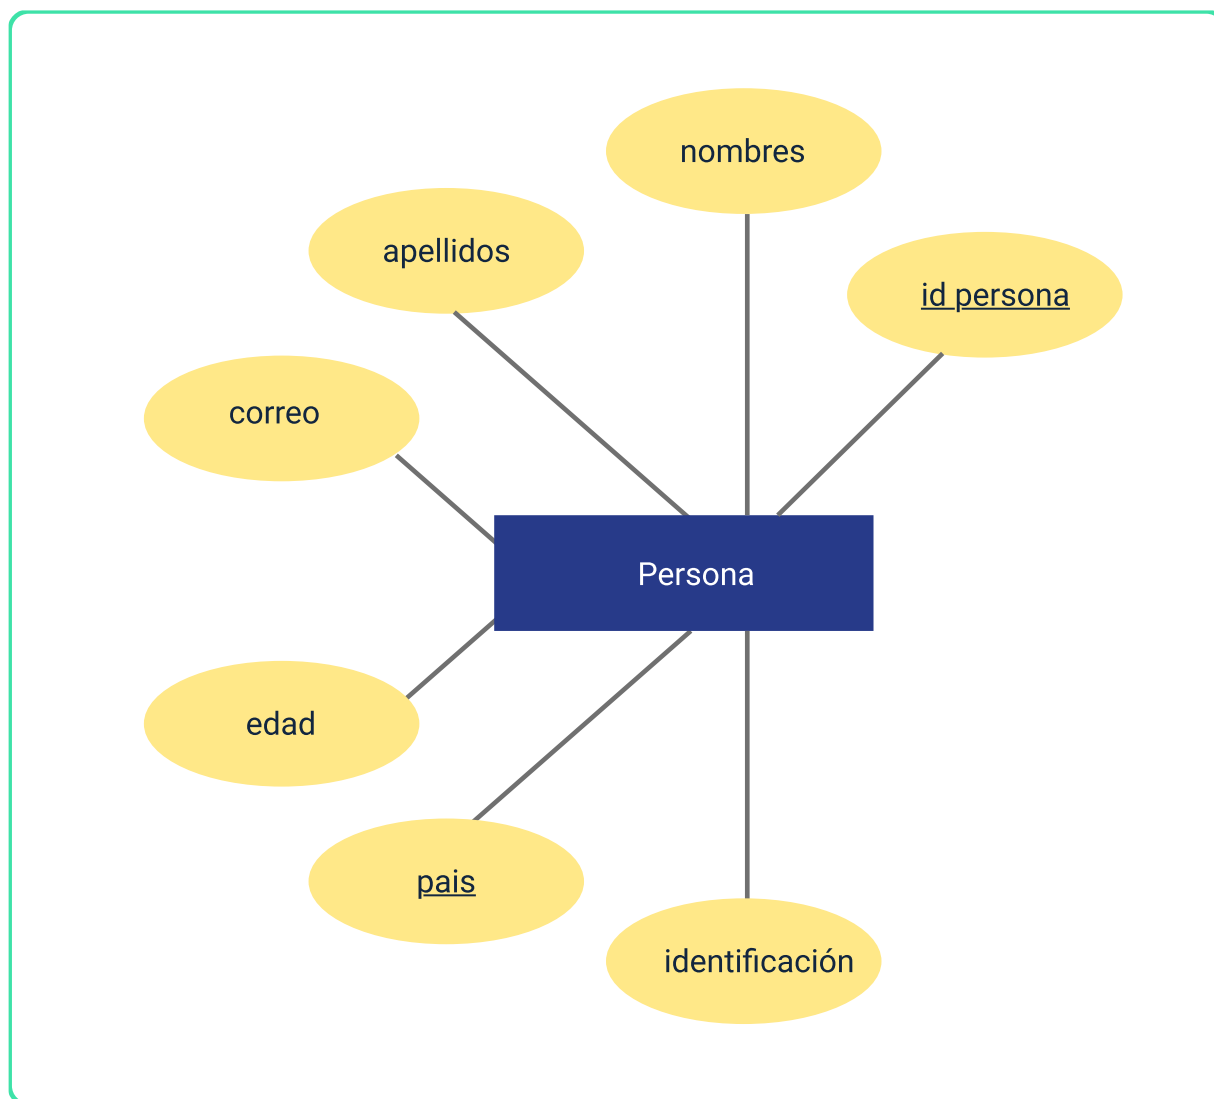 nombres
apellidos
id persona
correo
Persona
edad
pais
identificación